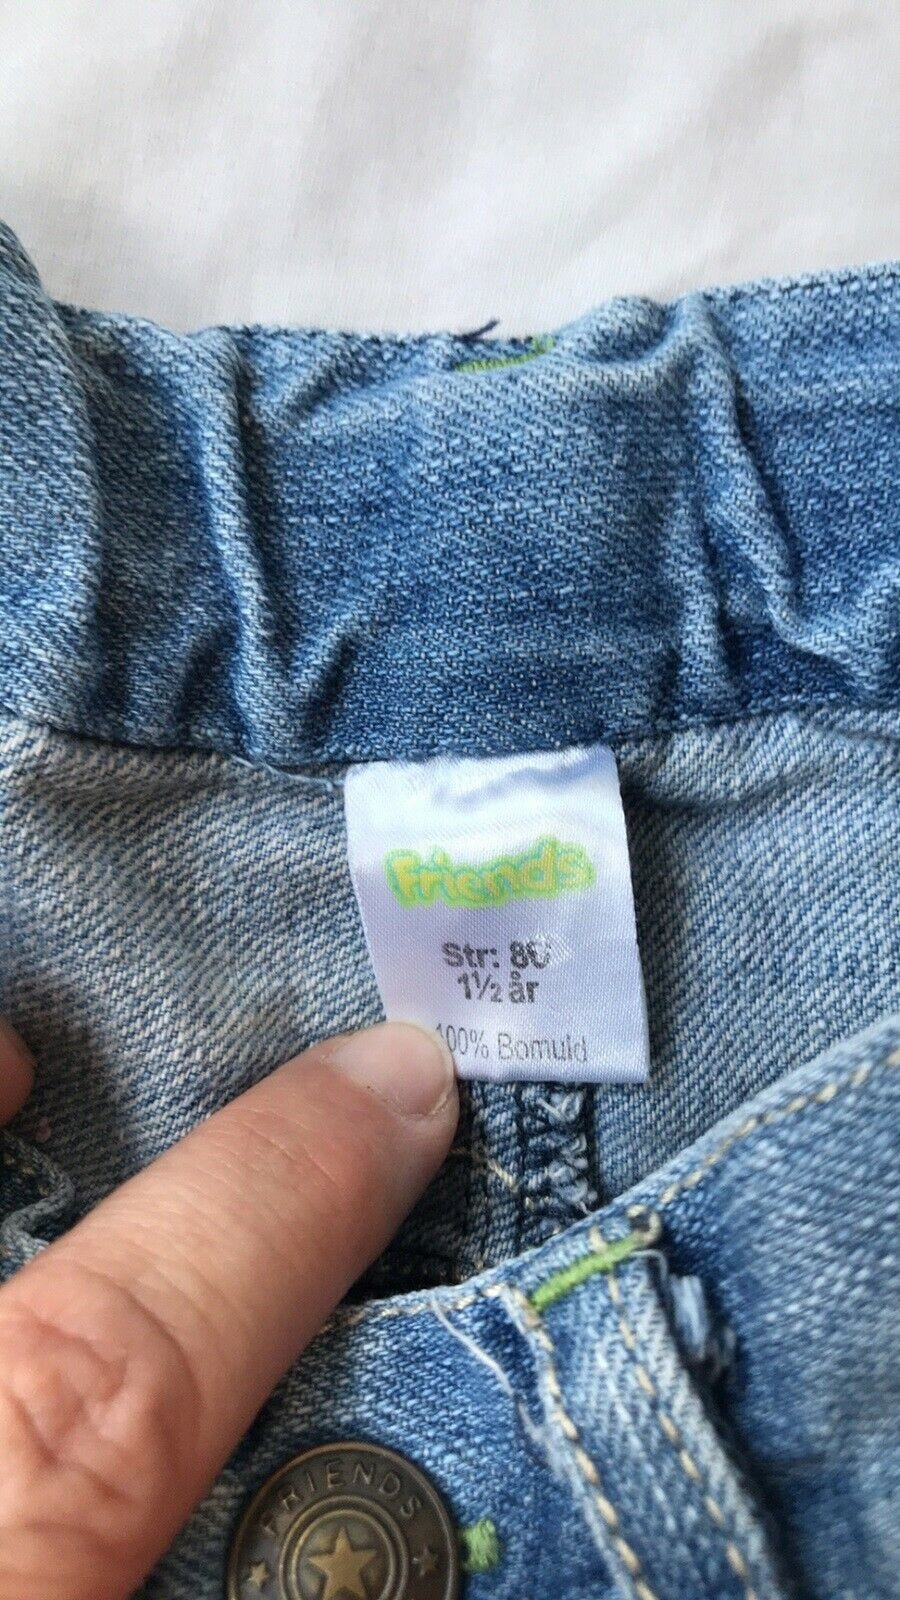 Friends
Str: 80
1½ år
100% Bomuld
FRIENDS